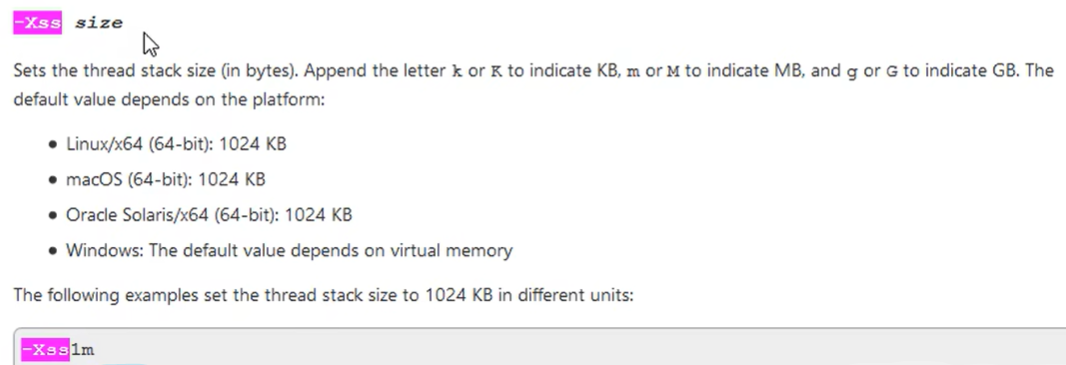 -Xss size
Sets the thread stack size (in bytes). Append the letter k or K to indicate KB, m or M to indicate MB, and g or G to indicate GB. The
default value depends on the platform:
• Linux/x64 (64-bit): 1024 KB
• macOS (64-bit): 1024 KB
• Oracle Solaris/x64 (64-bit): 1024 KB
• Windows: The default value depends on virtual memory
The following examples set the thread stack size to 1024 KB in different units:
-Xss1m